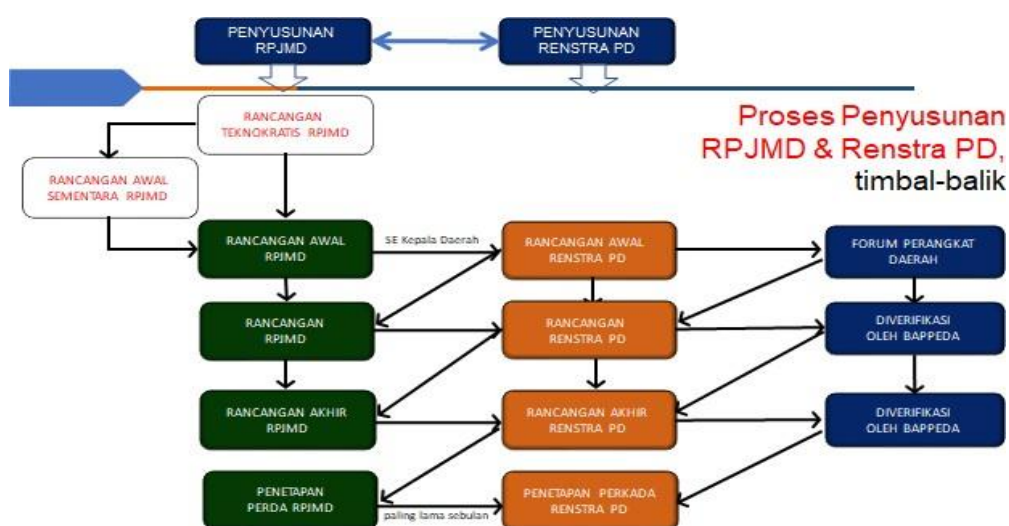 PENYUSUNAN
RPJMD
PENYUSUNAN
RENSTRA PD
Proses Penyusunan
RPJMD & Renstra PD,
timbal-balik
RANCANGAN
TEKNOKRATIS RPJMD
RANCANGAN AWAL
SEMENTARA RPJMD
RANCANGAN AWAL
RPJMD
SE Kepala Daerah
RANCANGAN AWAL
RENSTRA PD
FORUM PERANGKAT
DAERAH
RANCANGAN
RPJMD
RANCANGAN
RENSTRA PD
DIVERIFIKASI
OLEH BAPPEDA
RANCANGAN AKHIR
RPJMD
RANCANGAN AKHIR
RENSTRA PD
DIVERIFIKASI
OLEH BAPPEDA
PENETAPAN
PERDA RPJMD
paling lama sebulan
PENETAPAN PERKADA
RENSTRA PD